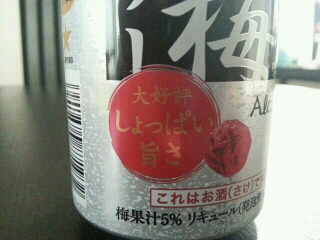 梅
大好評
しょっぱい
旨さ
Alc
これはお酒(さけ)で
梅果汁5% リキュール(発泡